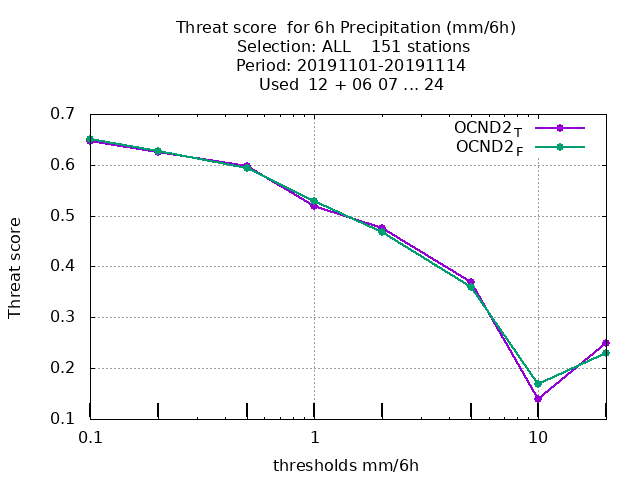 Threat score  for 6h Precipitation (mm/6h)
Selection: ALL    151 stations
Period: 20191101-20191114
Used  12 + 06 07 ... 24
OCND2_T
OCND2_F
0.7
0.6
0.5
0.4
0.3
0.2
0.1
Threat score
0.1 1 10
thresholds mm/6h